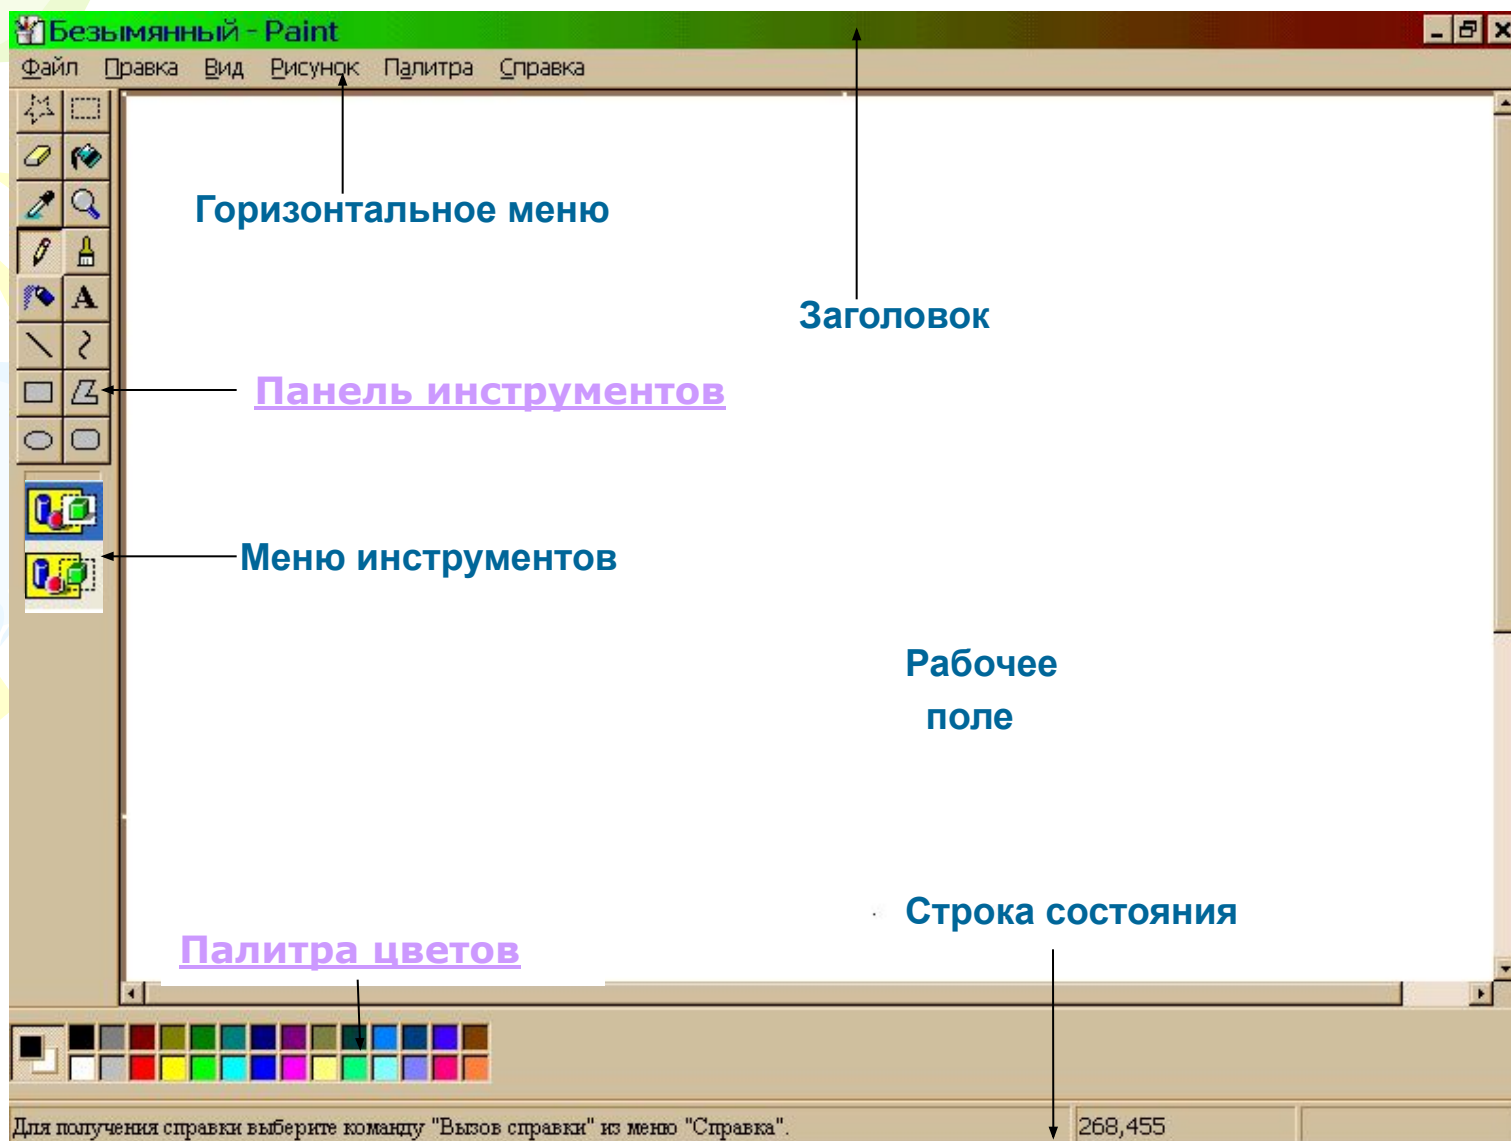 Безымянный - Paint
Файл Правка Вид Рисунок Палитра Справка
Горизонтальное меню
A
Заголовок
Панель инструментов
Меню инструментов
Рабочее
поле
Строка состояния
Палитра цветов
Для получения справки выберите команду "Вызов справки" из меню "Справка". 268,455